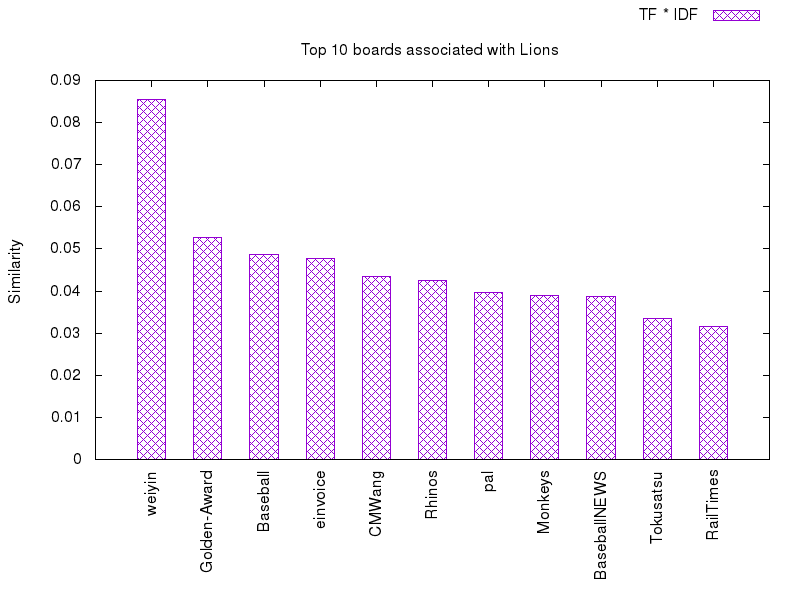 TF * IDF
Top 10 boards associated with Lions
0.09
0.08
0.07
0.06
0.05
0.04
0.03
0.02
0.01
0
Similarity
weiyin
Golden-Award
Baseball
einvoice
CMWang
Rhinos
pal
Monkeys
BaseballNEWS
Tokusatsu
RailTimes